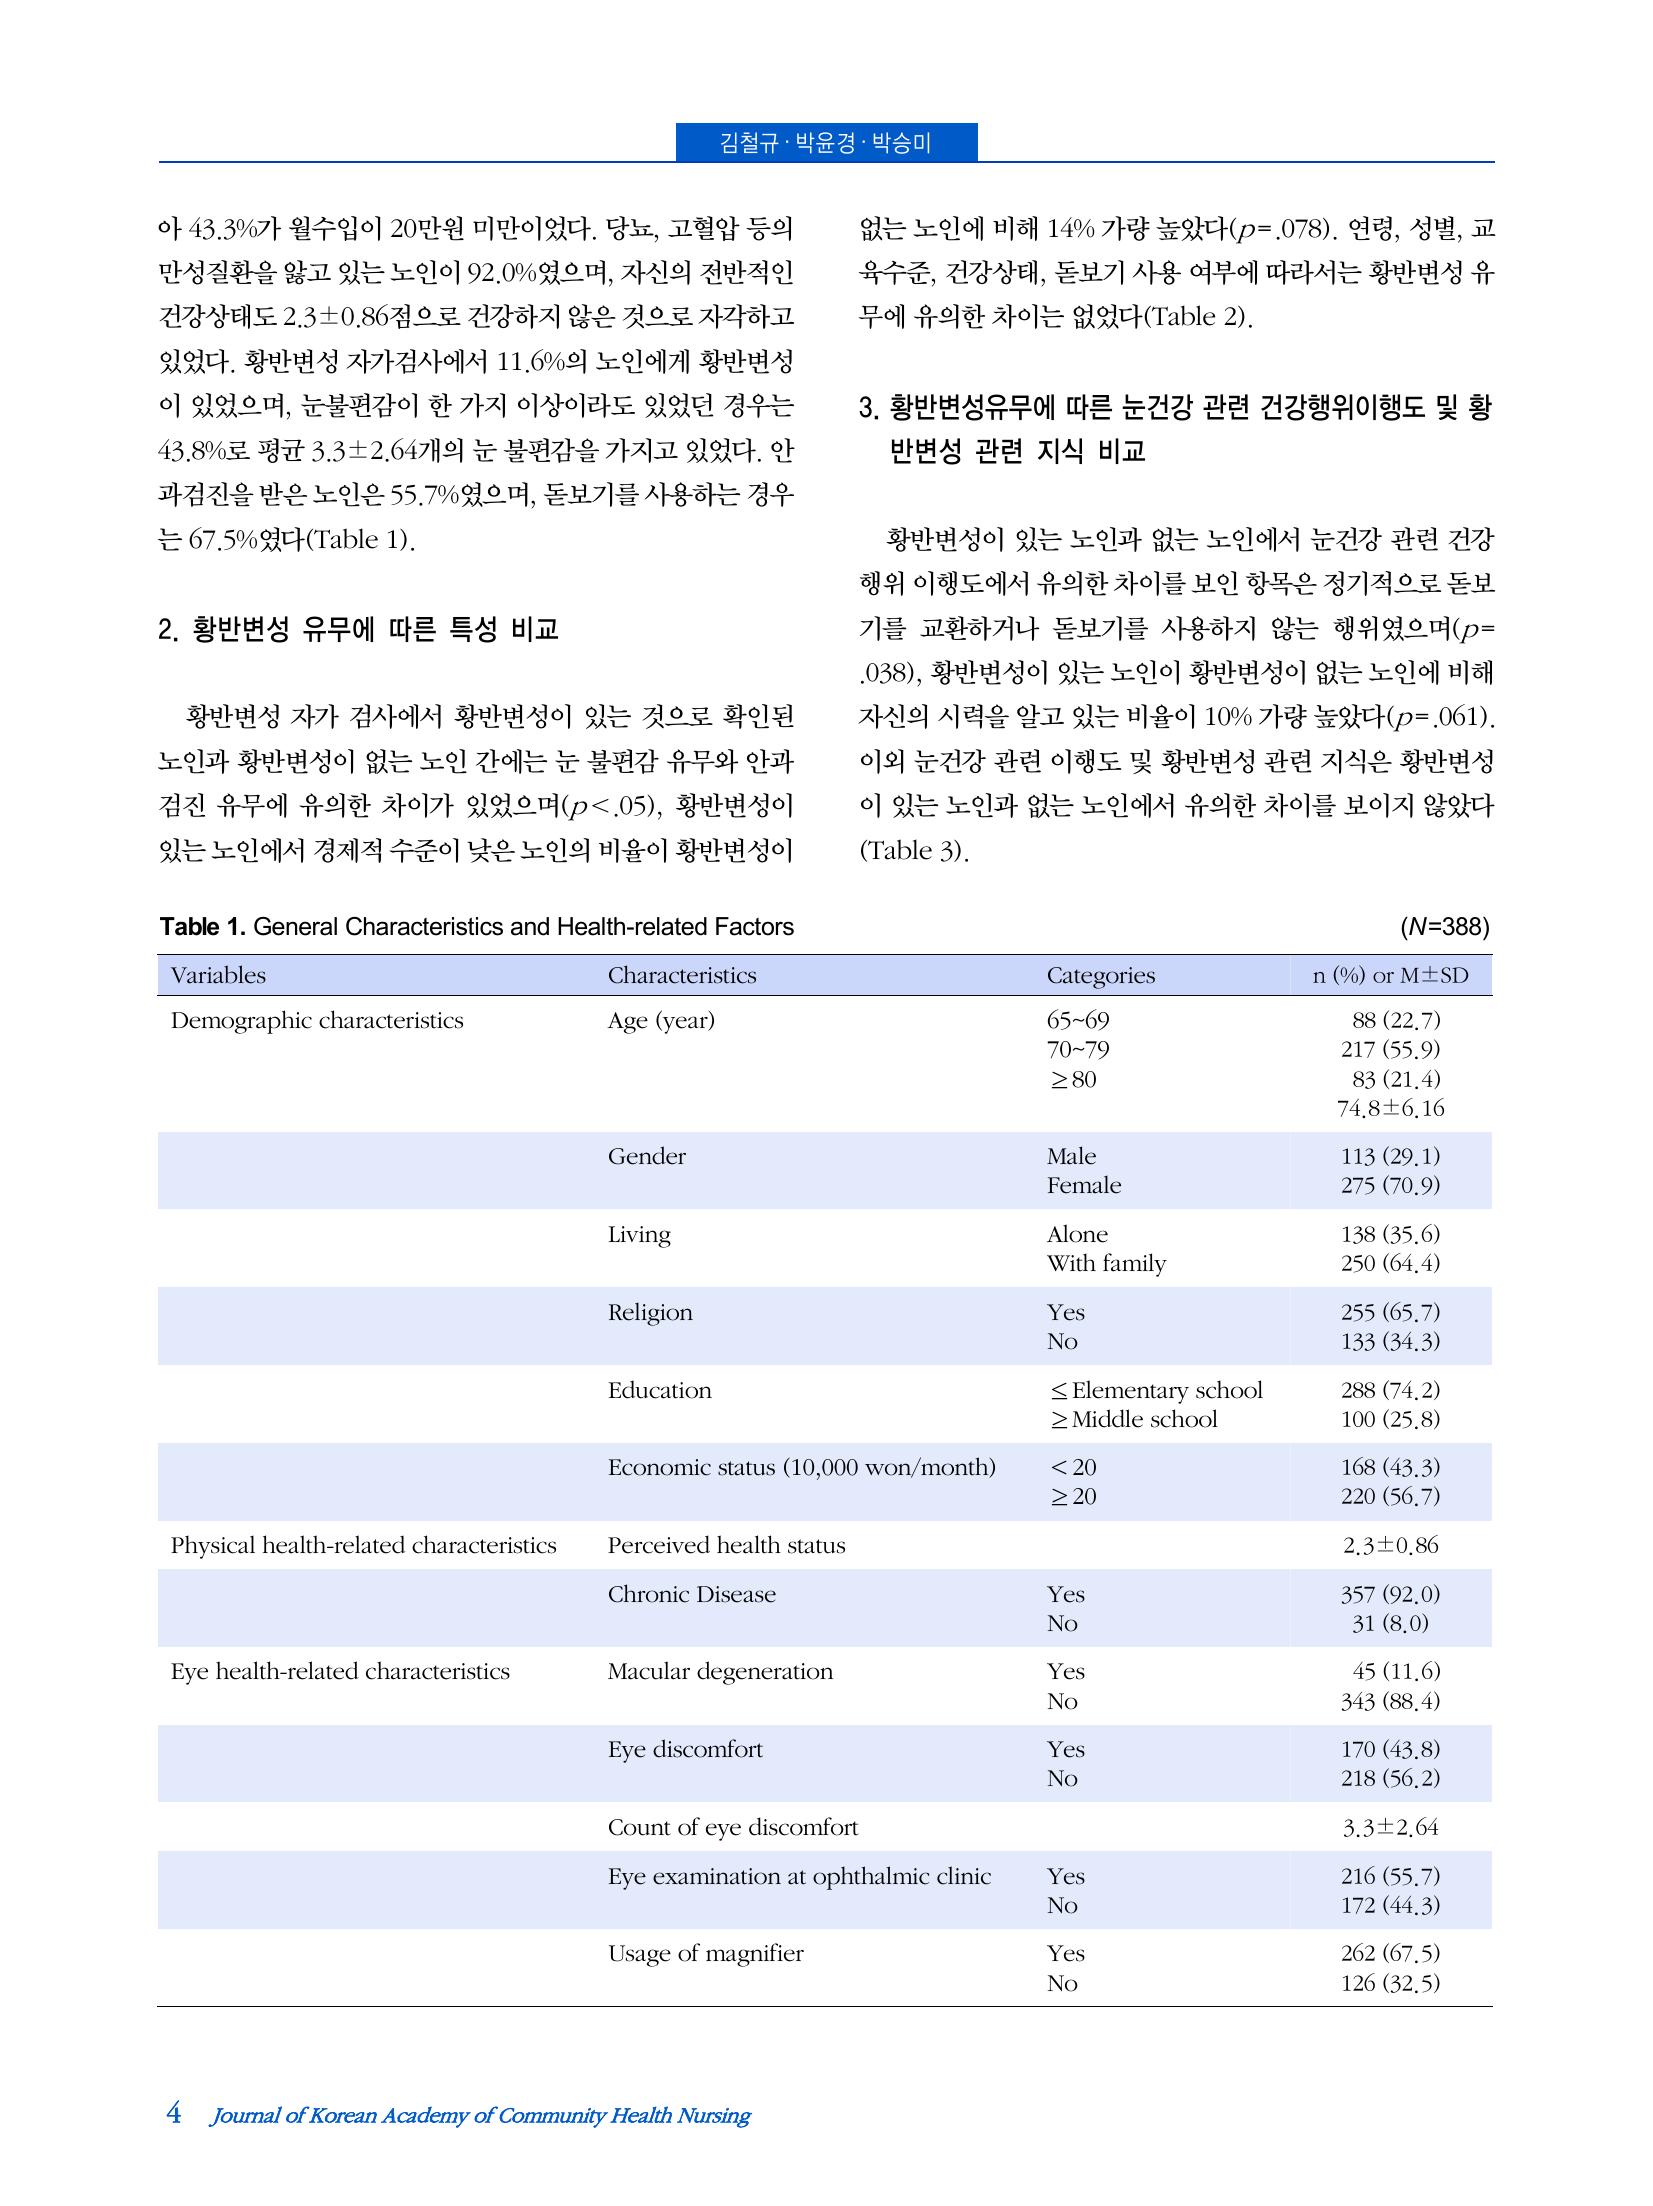 김철규 · 박윤경 · 박승미
아 43.3%가 월수입이 20만원 미만이었다. 당뇨, 고혈압 등의
만성질환을 앓고 있는 노인이 92.0%였으며, 자신의 전반적인
건강상태도 2.3±0.86점으로 건강하지 않은 것으로 자각하고
있었다. 황반변성 자가검사에서 11.6%의 노인에게 황반변성
이 있었으며, 눈불편감이 한 가지 이상이라도 있었던 경우는
43.8%로 평균 3.3±2.64개의 눈 불편감을 가지고 있었다. 안
과검진을 받은 노인은 55.7%였으며, 돋보기를 사용하는 경우
는 67.5%였다(Table 1).
2. 황반변성 유무에 따른 특성 비교
황반변성 자가 검사에서 황반변성이 있는 것으로 확인된
노인과 황반변성이 없는 노인 간에는 눈 불편감 유무와 안과
검진 유무에 유의한 차이가 있었으며(p<.05), 황반변성이
있는 노인에서 경제적 수준이 낮은 노인의 비율이 황반변성이
없는 노인에 비해 14% 가량 높았다(p=.078). 연령, 성별, 교
육수준, 건강상태, 돋보기 사용 여부에 따라서는 황반변성 유
무에 유의한 차이는 없었다(Table 2).
3. 황반변성유무에 따른 눈건강 관련 건강행위이행도 및 황
반변성 관련 지식 비교
황반변성이 있는 노인과 없는 노인에서 눈건강 관련 건강
행위 이행도에서 유의한 차이를 보인 항목은 정기적으로 돋보
기를 교환하거나 돋보기를 사용하지 않는 행위였으며(p=
.038), 황반변성이 있는 노인이 황반변성이 없는 노인에 비해
자신의 시력을 알고 있는 비율이 10% 가량 높았다(p=.061).
이외 눈건강 관련 이행도 및 황반변성 관련 지식은 황반변성
이 있는 노인과 없는 노인에서 유의한 차이를 보이지 않았다
(Table 3).
Table 1. General Characteristics and Health-related Factors (N=388)
Variables Characteristics Categories n (%) or M±SD
Demographic characteristics Age (year) 65~69 88 (22.7)
70~79 217 (55.9)
≥80 83 (21.4)
74.8±6.16
Gender Male 113 (29.1)
Female 275 (70.9)
Living Alone 138 (35.6)
With family 250 (64.4)
Religion Yes 255 (65.7)
No 133 (34.3)
Education ≤Elementary school 288 (74.2)
≥Middle school 100 (25.8)
Economic status (10,000 won/month) <20 168 (43.3)
≥20 220 (56.7)
Physical health-related characteristics Perceived health status 2.3±0.86
Chronic Disease Yes 357 (92.0)
No 31 (8.0)
Eye health-related characteristics Macular degeneration Yes 45 (11.6)
No 343 (88.4)
Eye discomfort Yes 170 (43.8)
No 218 (56.2)
Count of eye discomfort 3.3±2.64
Eye examination at ophthalmic clinic Yes 216 (55.7)
No 172 (44.3)
Usage of magnifier Yes 262 (67.5)
No 126 (32.5)
4 Journal of Korean Academy of Community Health Nursing